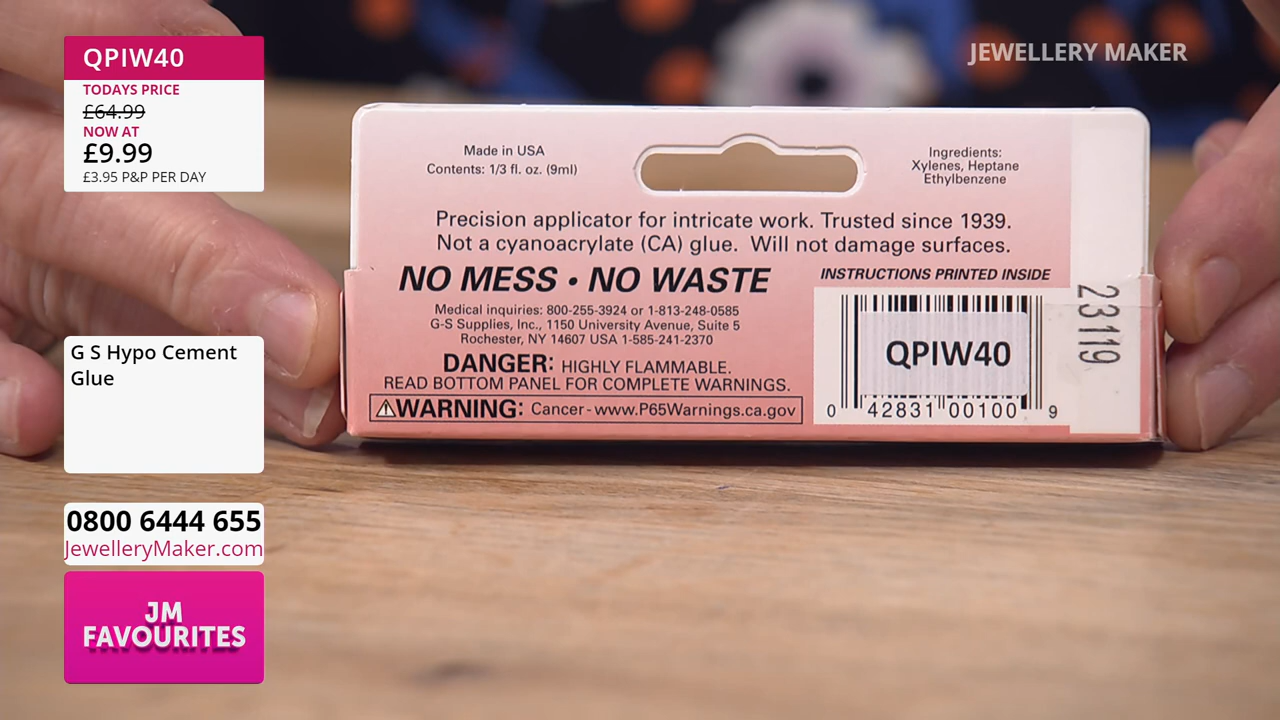 QPIW40
TODAYS PRICE
£64.99
NOW AT
£9.99
£3.95 P&P PER DAY
G S Hypo Cement
Glue
0800 6444 655
JewelleryMaker.com
JM
FAVOURITES
JEWELLERY MAKER
Made in USA
Contents: 1/3 fl. oz. (9ml)
Ingredients:
Xylenes, Heptane
Ethylbenzene
Precision applicator for intricate work. Trusted since 1939.
Not a cyanoacrylate (CA) glue. Will not damage surfaces.
NO MESS • NO WASTE
INSTRUCTIONS PRINTED INSIDE
Medical inquiries: 800-255-3924 or 1-813-248-0585
G-S Supplies, Inc., 1150 University Avenue, Suite 5
Rochester, NY 14607 USA 1-585-241-2370
DANGER: HIGHLY FLAMMABLE.
READ BOTTOM PANEL FOR COMPLETE WARNINGS.
⚠WARNING: Cancer - www.P65Warnings.ca.gov
QPIW40
0 42831 00100 9
23119